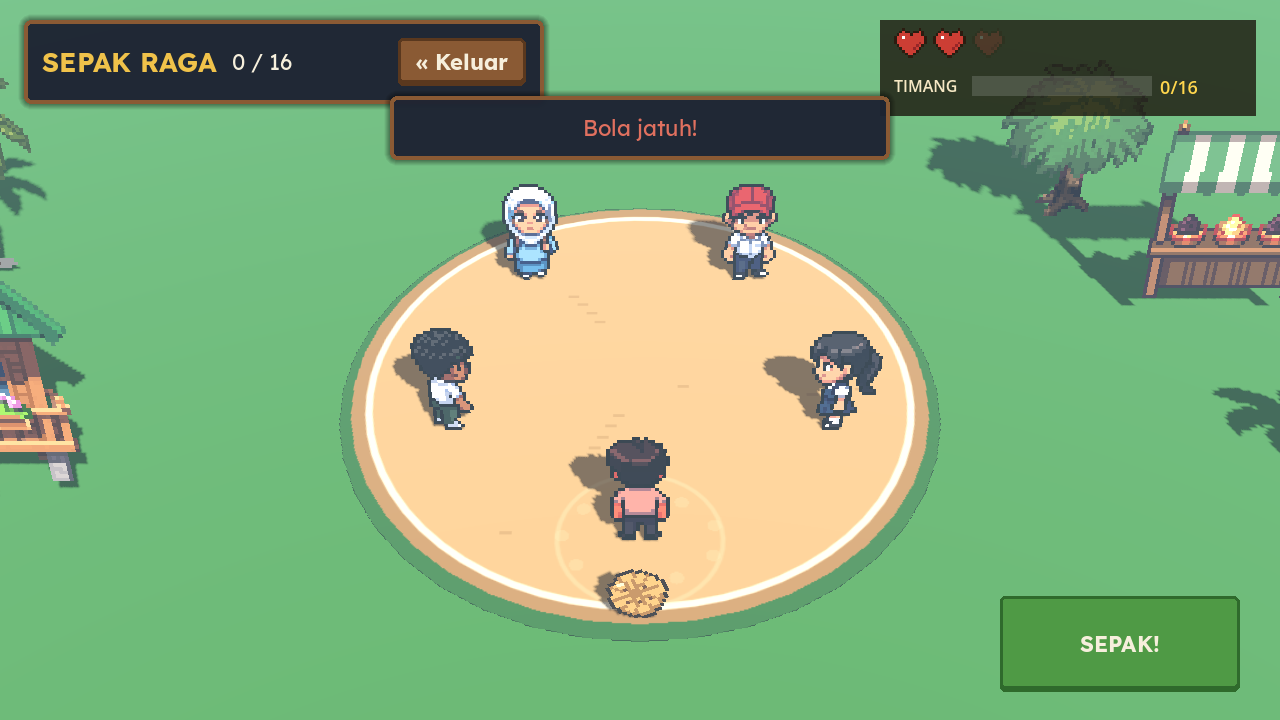 SEPAK RAGA 0 / 16
« Keluar
TIMANG 0/16
Bola jatuh!
SEPAK!